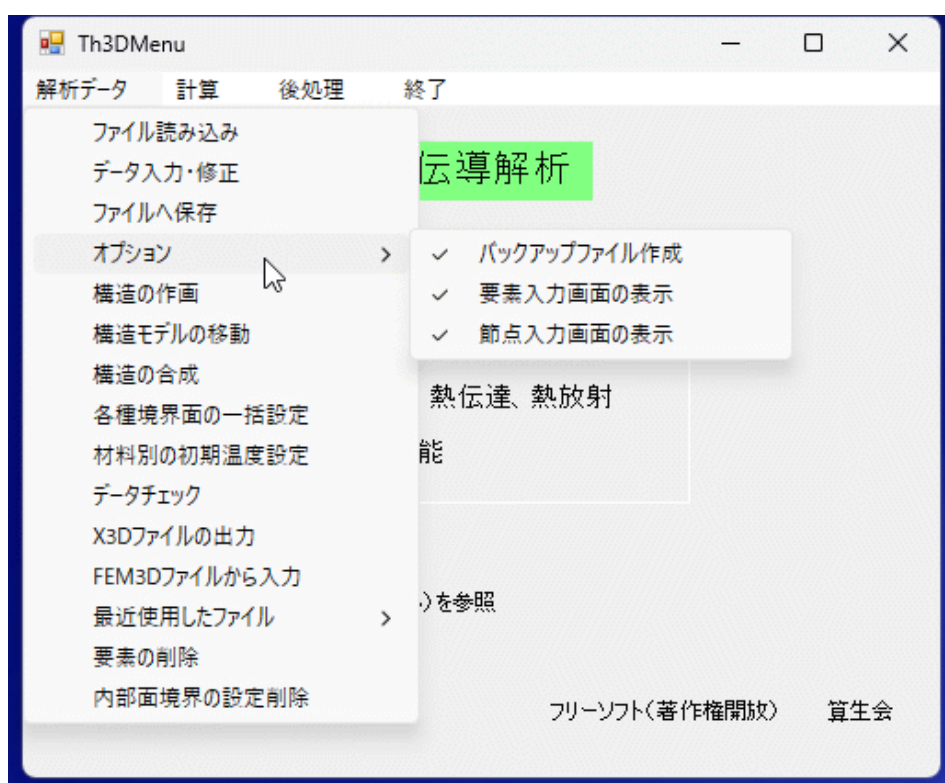 Th3DMenu
解析データ 計算 後処理 終了
伝導解析
ファイル読み込み
データ入力・修正
ファイルへ保存
オプション
バックアップファイル作成
要素入力画面の表示
節点入力画面の表示
構造の作画
構造モデルの移動
構造の合成
各種境界面の一括設定
材料別の初期温度設定
データチェック
X3Dファイルの出力
FEM3Dファイルから入力
最近使用したファイル
要素の削除
内部面境界の設定削除
熱伝達、熱放射
能
)を参照
フリーソフト(著作権開放) 算生会